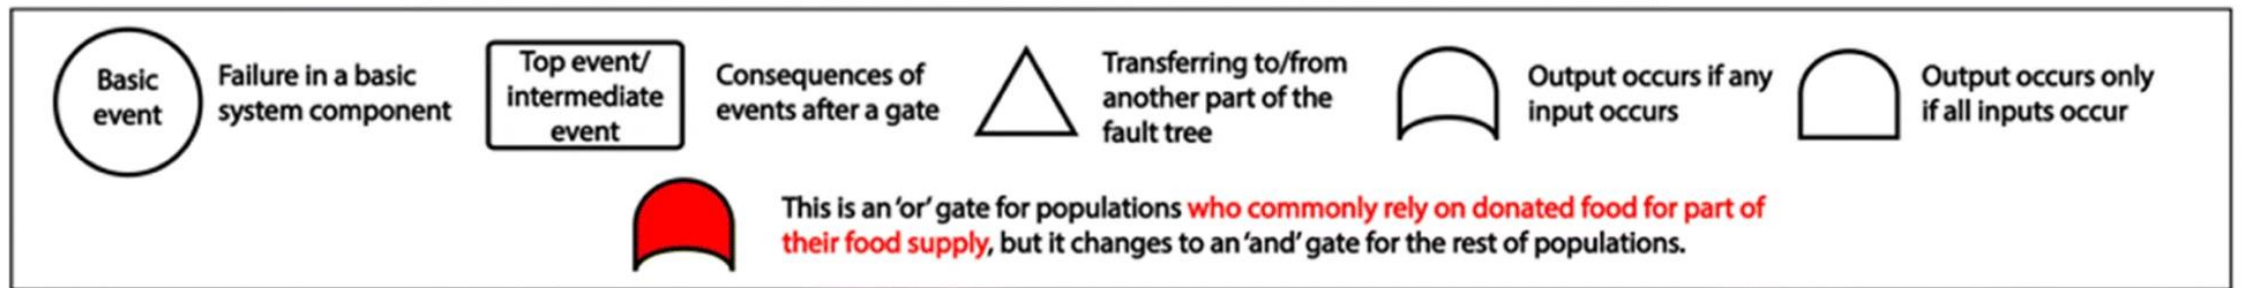 Basic
event
Failure in a basic
system component
Top event/
intermediate
event
Consequences of
events after a gate
Transferring to/from
another part of the
fault tree
Output occurs if any
input occurs
Output occurs only
if all inputs occur
This is an 'or' gate for populations who commonly rely on donated food for part of
their food supply, but it changes to an 'and' gate for the rest of populations.